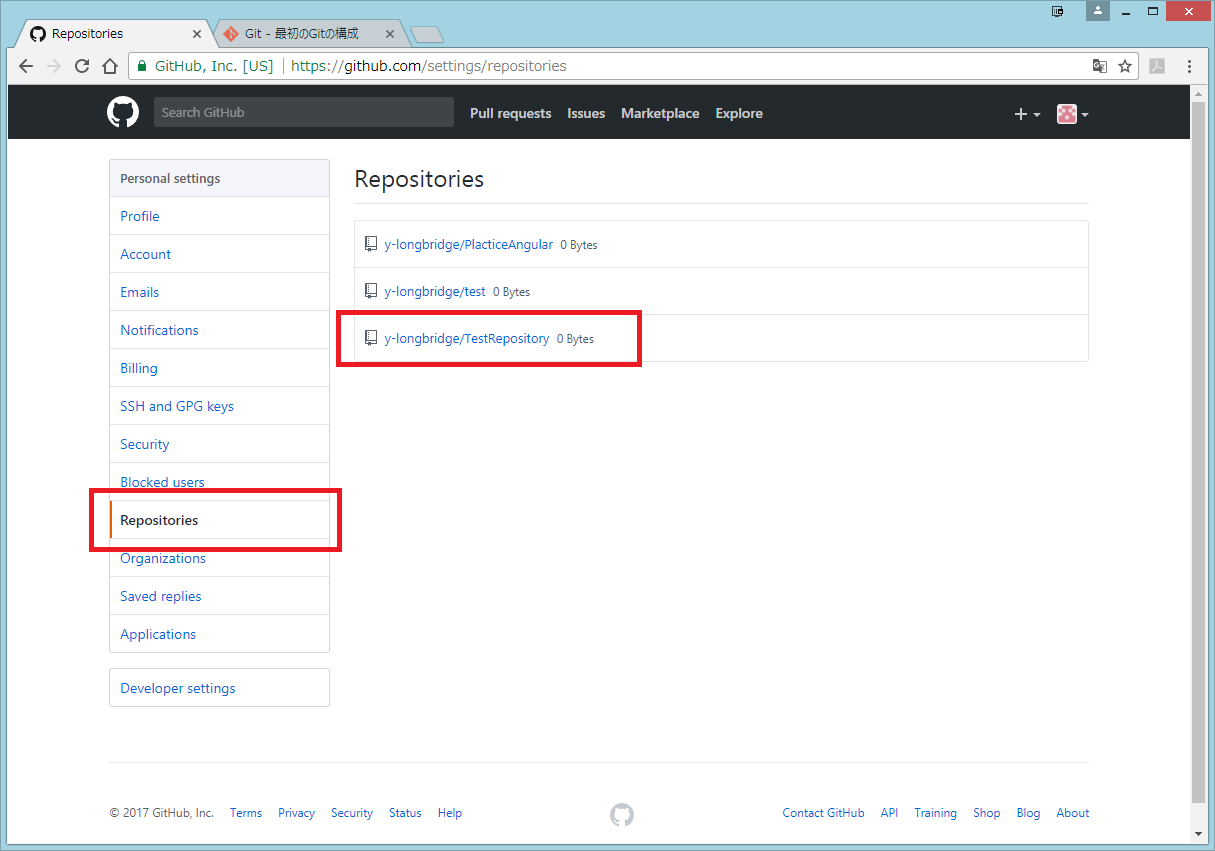 Repositories
Git - 最初のGitの構成
GitHub, Inc. [US] https://github.com/settings/repositories
Search GitHub Pull requests Issues Marketplace Explore
Personal settings
Profile
Account
Emails
Notifications
Billing
SSH and GPG keys
Security
Blocked users
Repositories
Organizations
Saved replies
Applications
Developer settings
Repositories
y-longbridge/PlacticeAngular 0 Bytes
y-longbridge/test 0 Bytes
y-longbridge/TestRepository 0 Bytes
© 2017 GitHub, Inc. Terms Privacy Security Status Help Contact GitHub API Training Shop Blog About